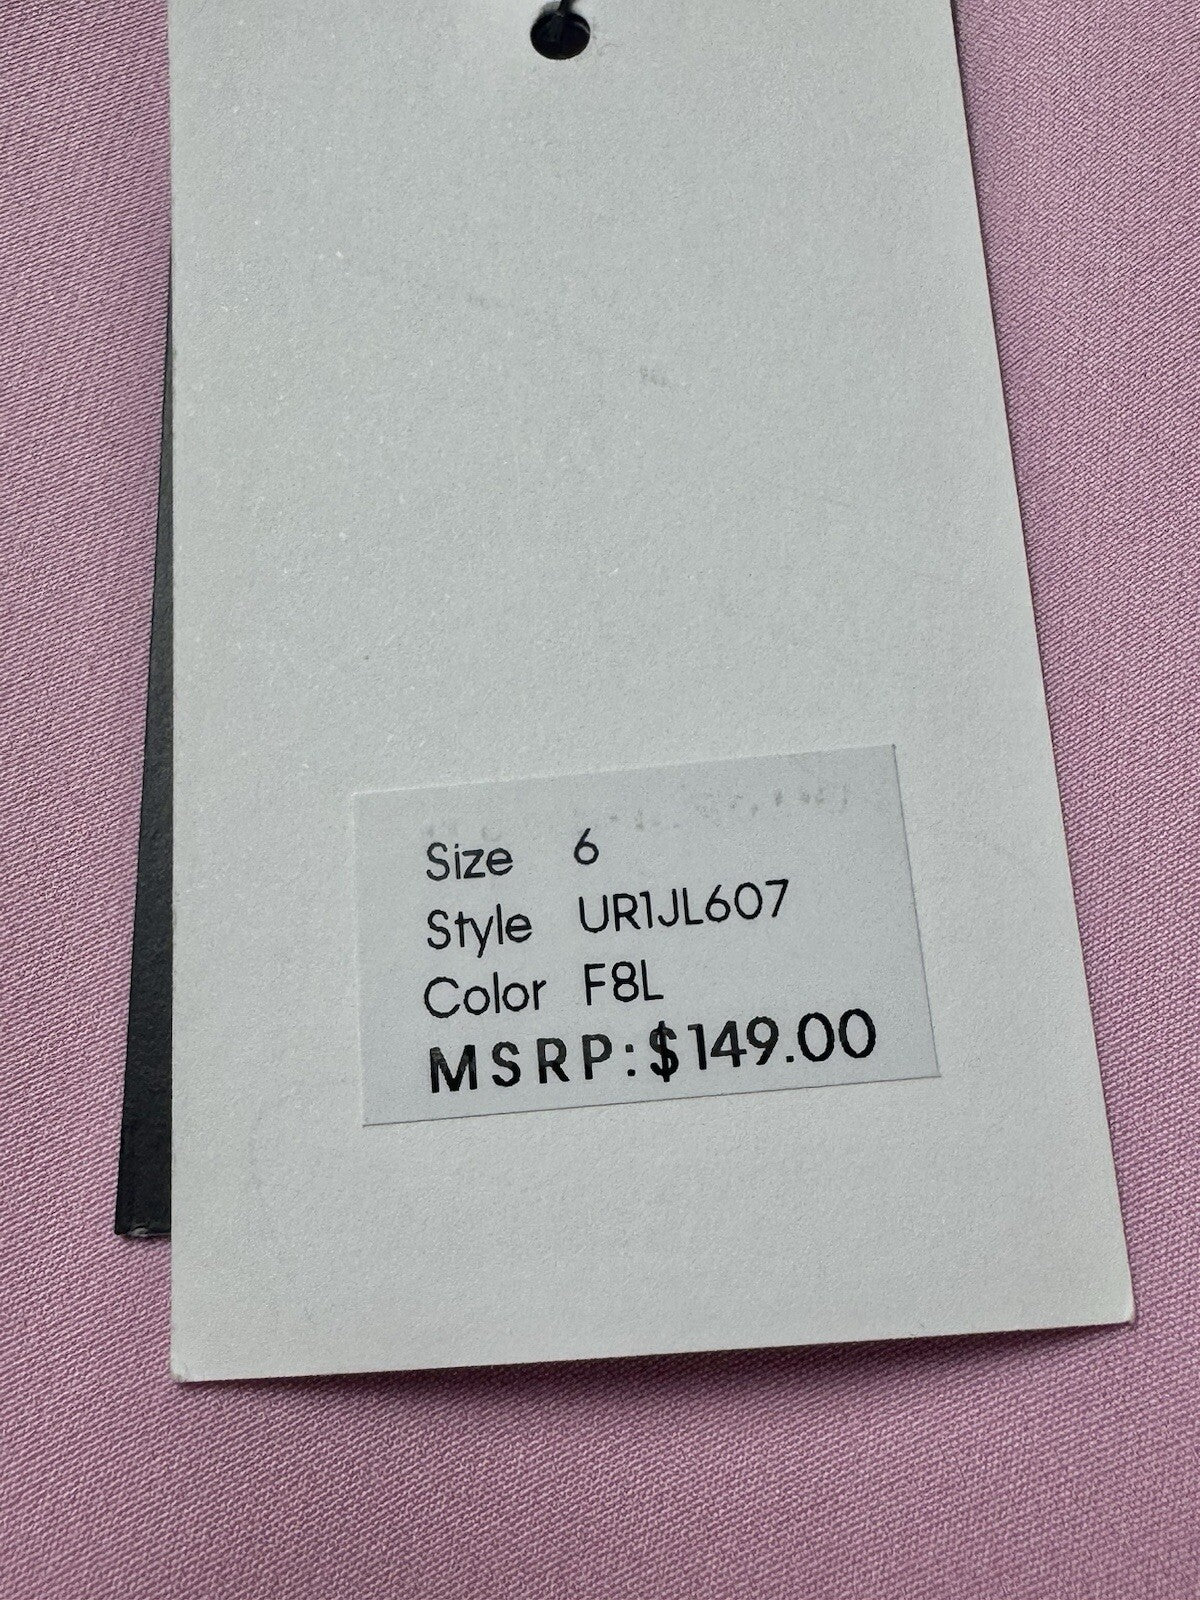 Size 6
Style UR1JL607
Color F8L
MSRP:$149.00